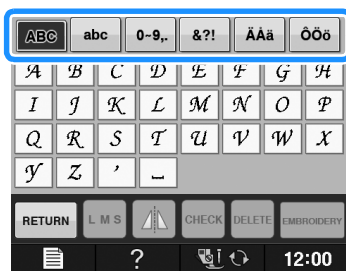 ABC abc 0~9,. &?! ÄÅä ÔÖö
A B C D E F G H
I J K L M N O P
Q R S T U V W X
Y Z ’ _
RETURN L M S CHECK DELETE EMBROIDERY
? 12:00